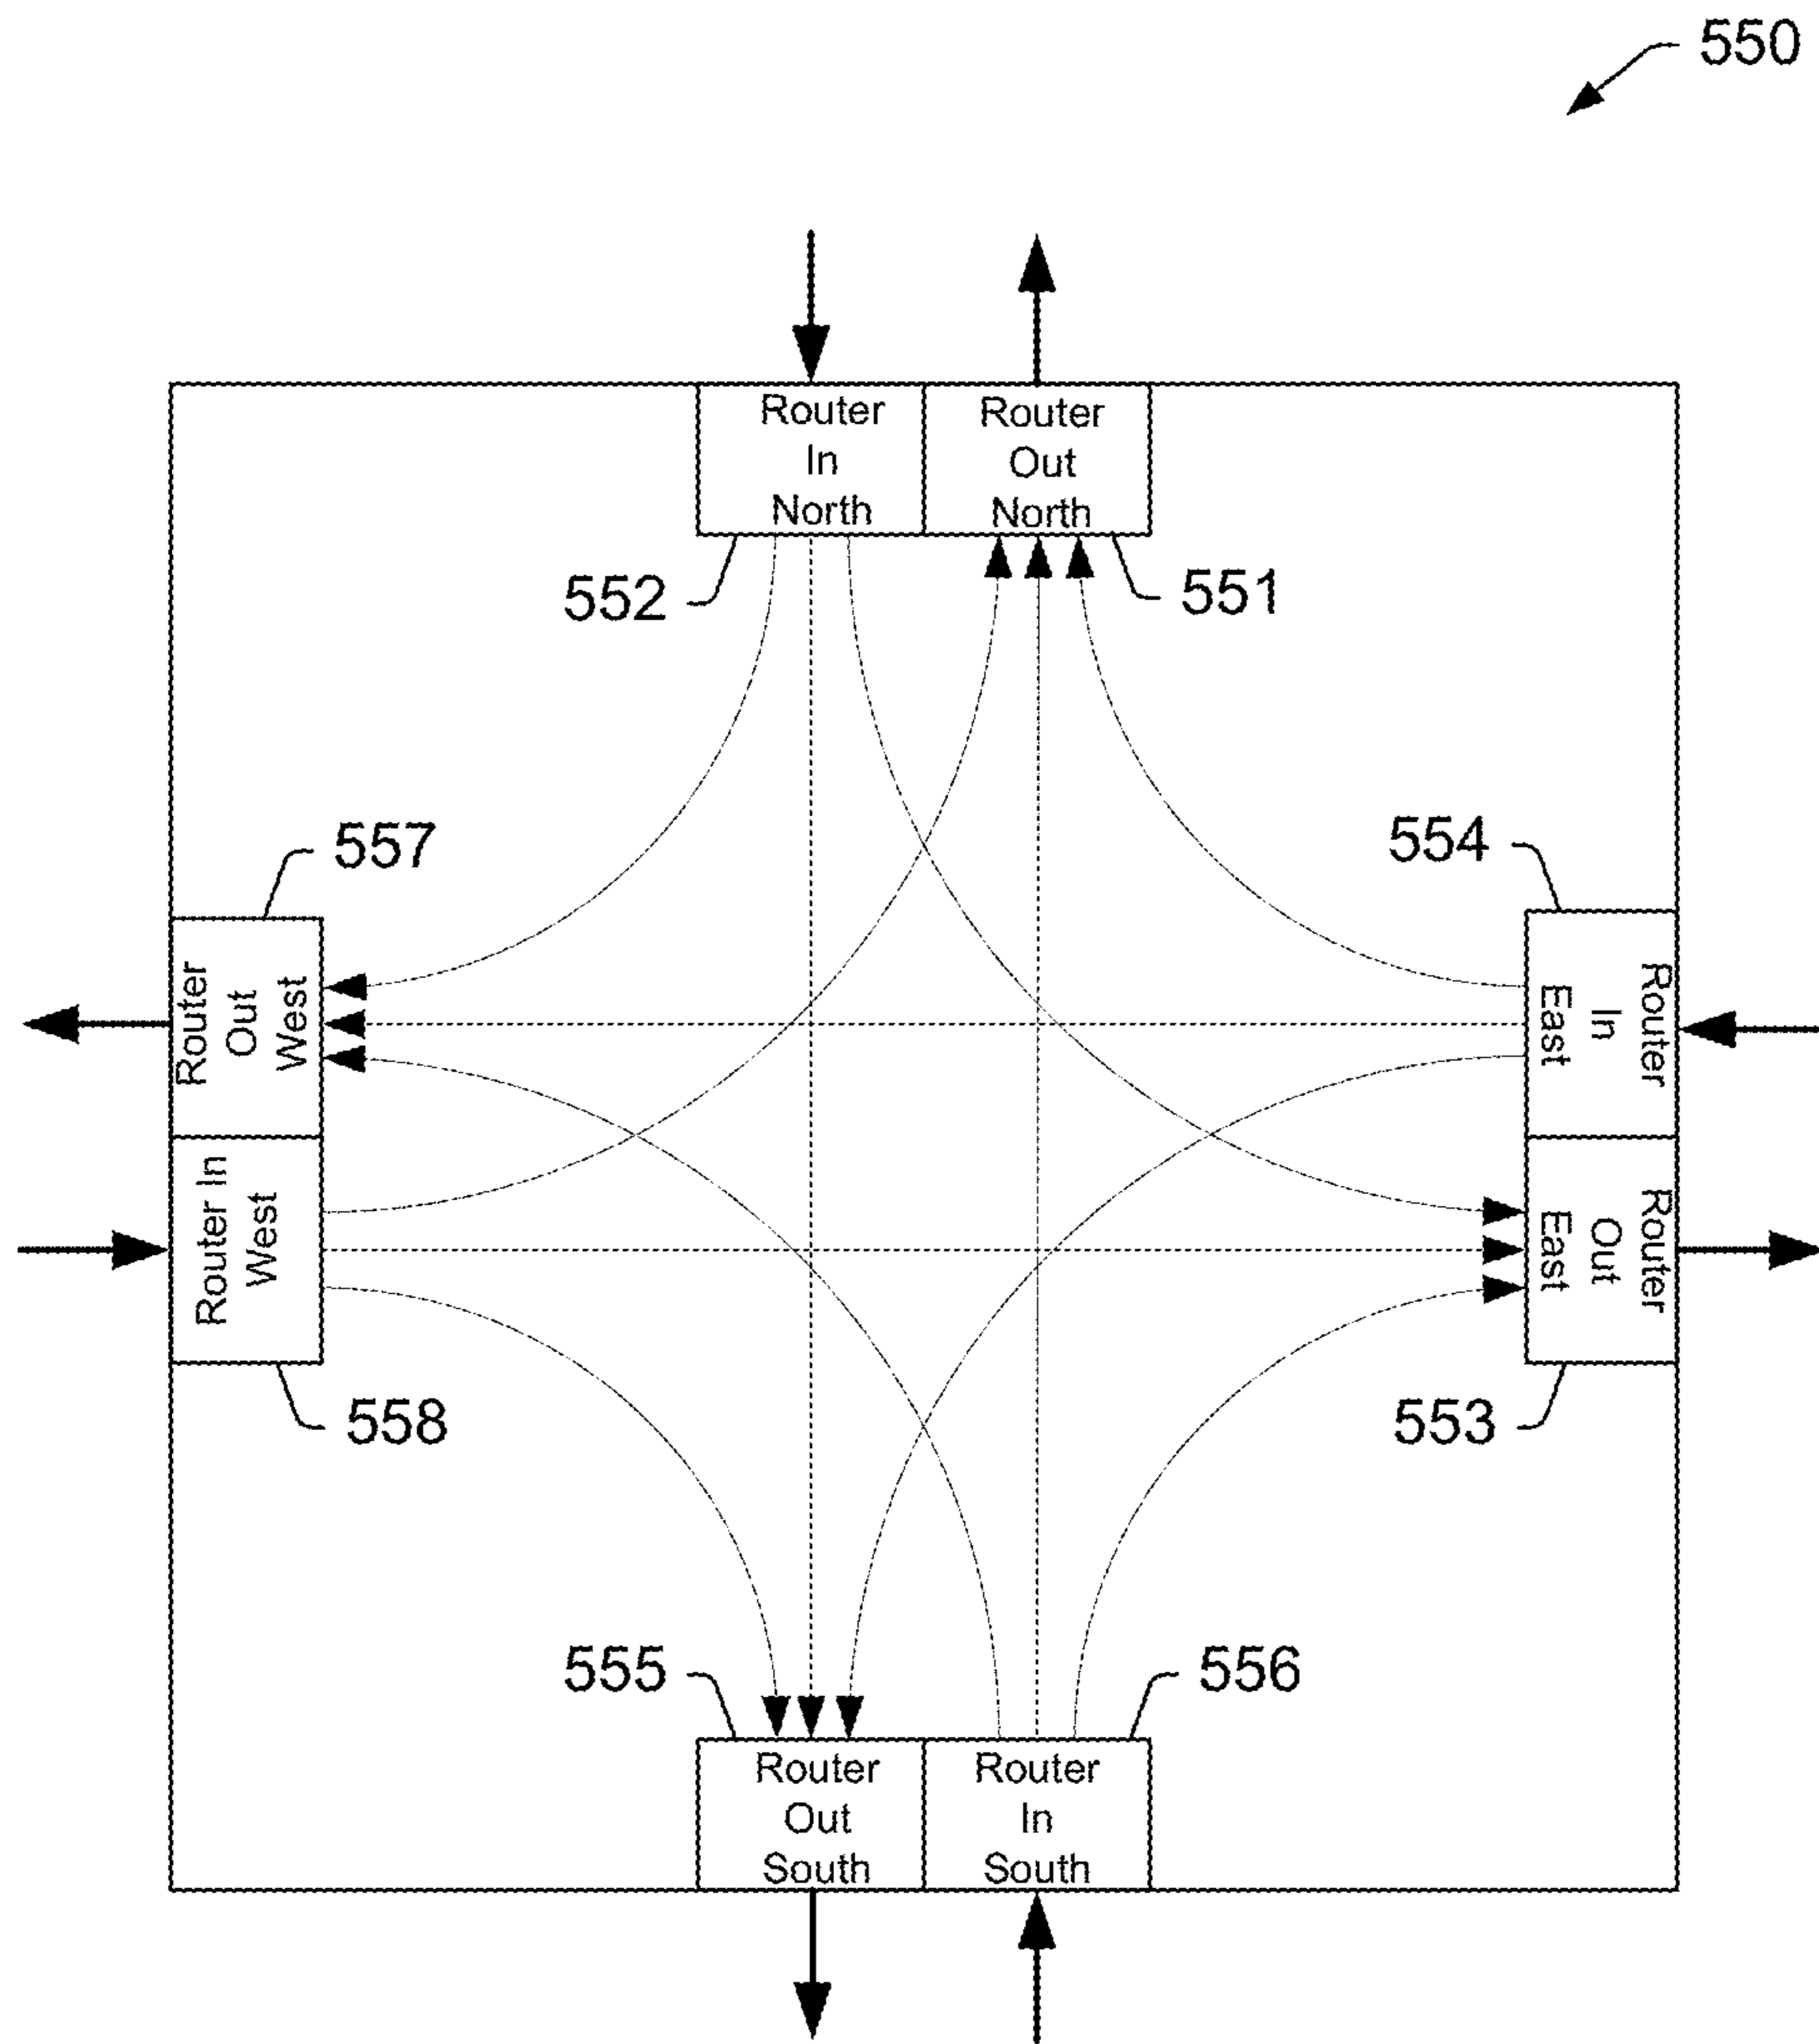 550
Router
In
North
Router
Out
North
552
551
557
554
Router
Out
West
Router
In
East
Router In
West
Router
Out
East
558
553
555
556
Router
Out
South
Router
In
South